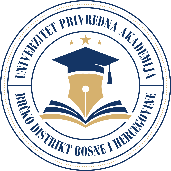 UNIVERZITET PRIVREDNA AKADEMIJA
BRČKO DISTRIKT BOSNE I HERCEGOVINE